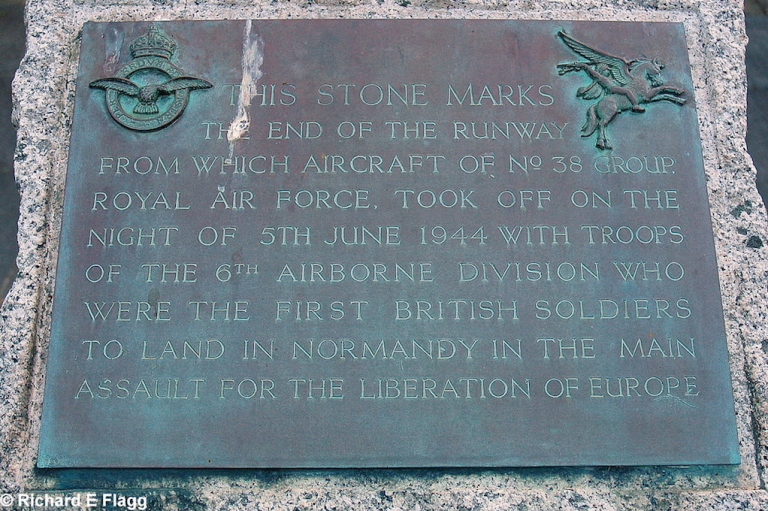 THIS STONE MARKS
THE END OF THE RUNWAY
FROM WHICH AIRCRAFT OF Nº 38 GROUP,
ROYAL AIR FORCE, TOOK OFF ON THE
NIGHT OF 5TH JUNE 1944 WITH TROOPS
OF THE 6TH AIRBORNE DIVISION WHO
WERE THE FIRST BRITISH SOLDIERS
TO LAND IN NORMANDY IN THE MAIN
ASSAULT FOR THE LIBERATION OF EUROPE
© Richard E Flagg